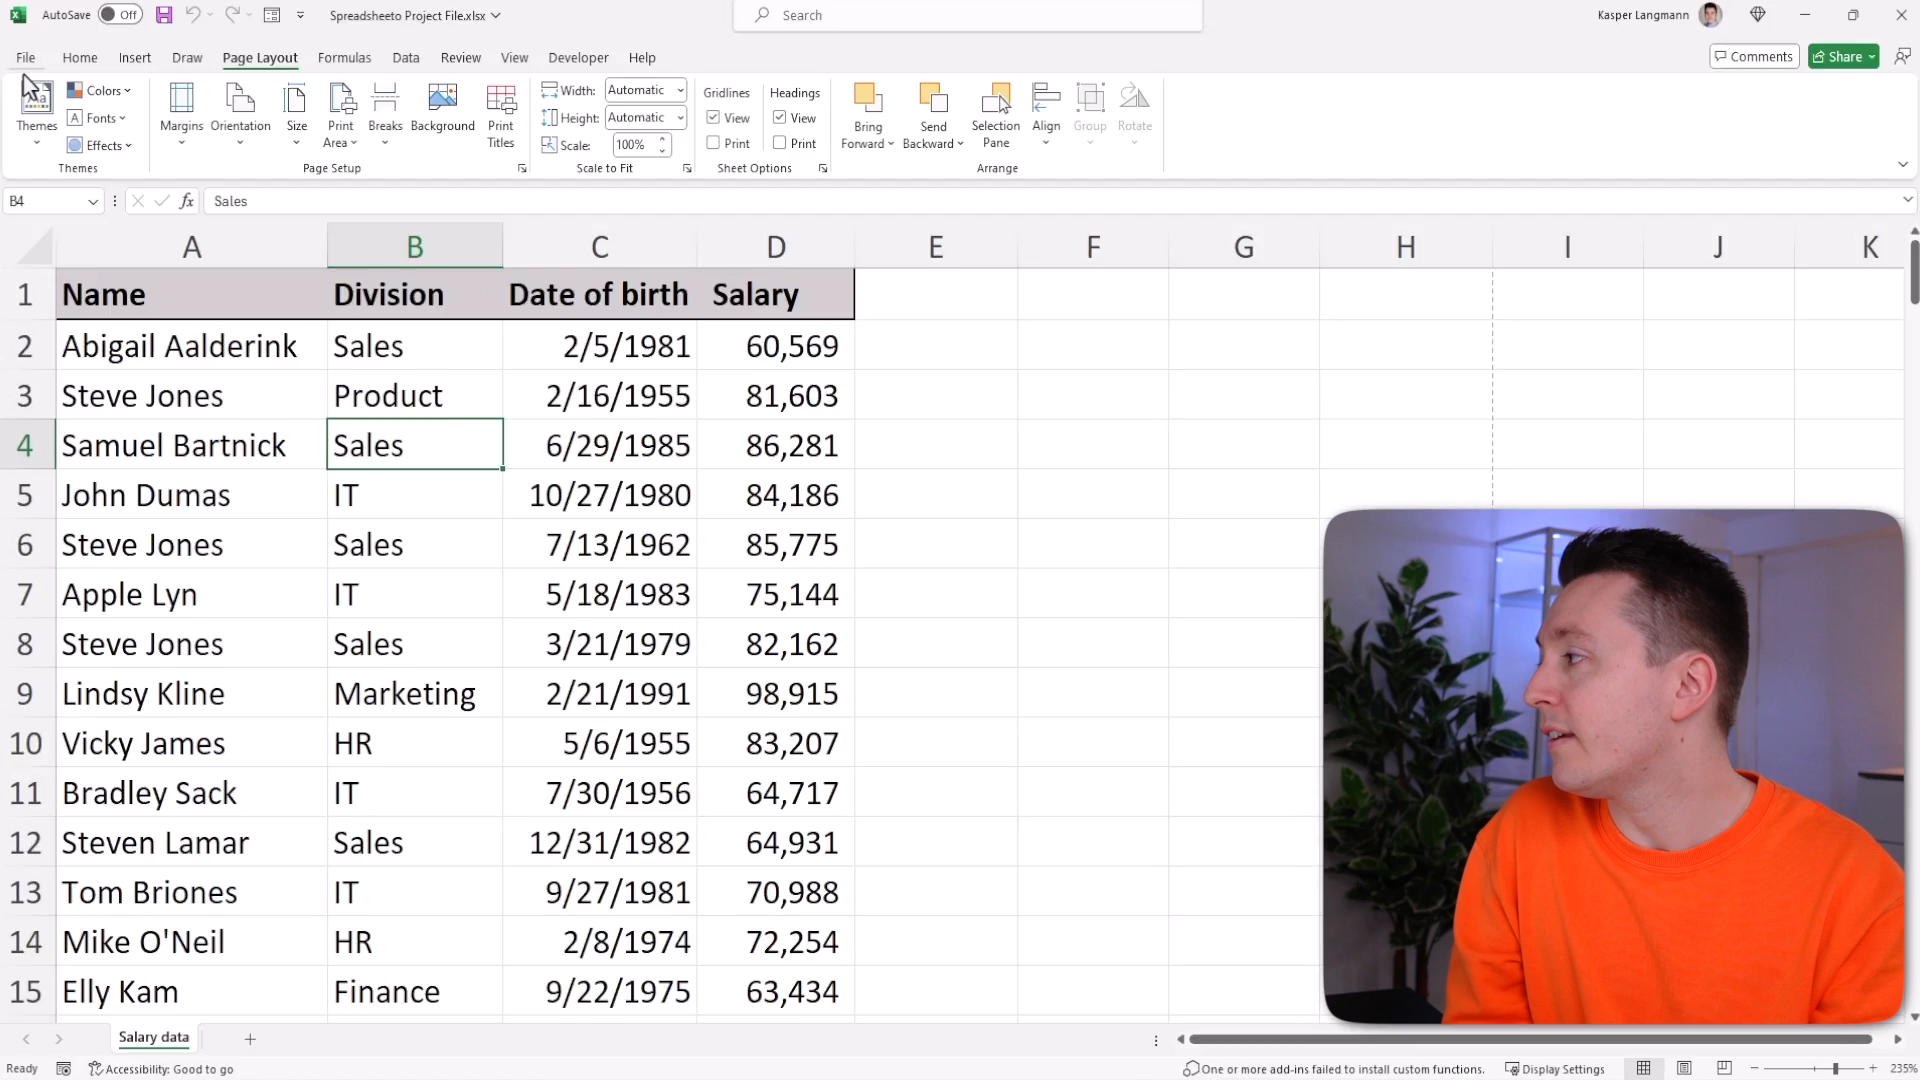 AutoSave Off Spreadsheeto Project File.xlsx Search Kasper Langmann
File Home Insert Draw Page Layout Formulas Data Review View Developer Help Comments Share
Themes Colors Fonts Effects Themes
Margins Orientation Size Print Area Breaks Background Print Titles Page Setup
Width: Automatic
Height: Automatic
Scale: 100%
Scale to Fit
Gridlines Headings
View View
Print Print
Sheet Options
Bring Forward Send Backward Selection Pane Align Group Rotate
Arrange
B4 fx Sales
A B C D E F G H I J K
1 Name Division Date of birth Salary
2 Abigail Aalderink Sales 2/5/1981 60,569
3 Steve Jones Product 2/16/1955 81,603
4 Samuel Bartnick Sales 6/29/1985 86,281
5 John Dumas IT 10/27/1980 84,186
6 Steve Jones Sales 7/13/1962 85,775
7 Apple Lyn IT 5/18/1983 75,144
8 Steve Jones Sales 3/21/1979 82,162
9 Lindsy Kline Marketing 2/21/1991 98,915
10 Vicky James HR 5/6/1955 83,207
11 Bradley Sack IT 7/30/1956 64,717
12 Steven Lamar Sales 12/31/1982 64,931
13 Tom Briones IT 9/27/1981 70,988
14 Mike O'Neil HR 2/8/1974 72,254
15 Elly Kam Finance 9/22/1975 63,434
Salary data
Ready Accessibility: Good to go One or more add-ins failed to install custom functions. Display Settings 235%